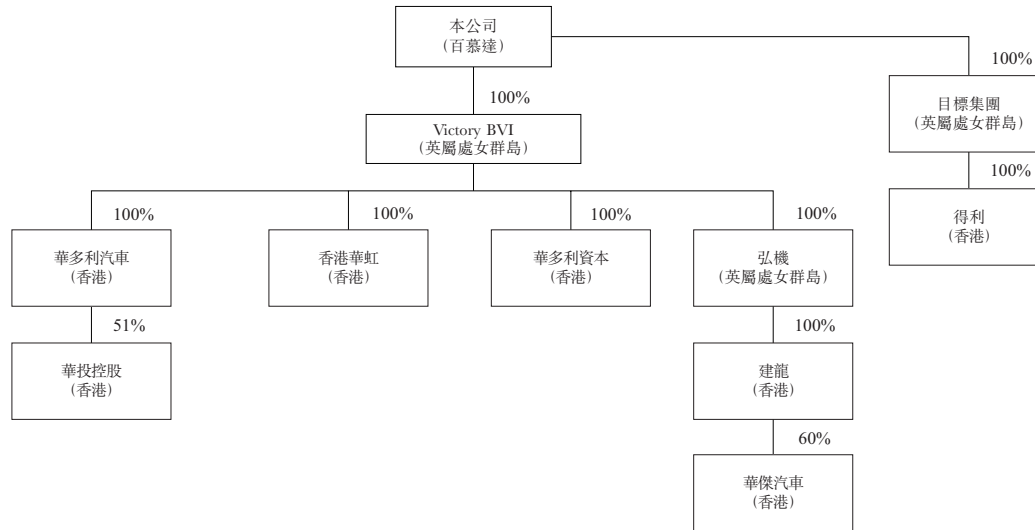 本公司
(百慕達)
100%
100%
目標集團
(英屬處女群島)
Victory BVI
(英屬處女群島)
100%
100%
100%
100%
100%
得利
(香港)
華多利汽車
(香港)
香港華虹
(香港)
華多利資本
(香港)
弘機
(英屬處女群島)
51%
100%
華投控股
(香港)
建龍
(香港)
60%
華傑汽車
(香港)